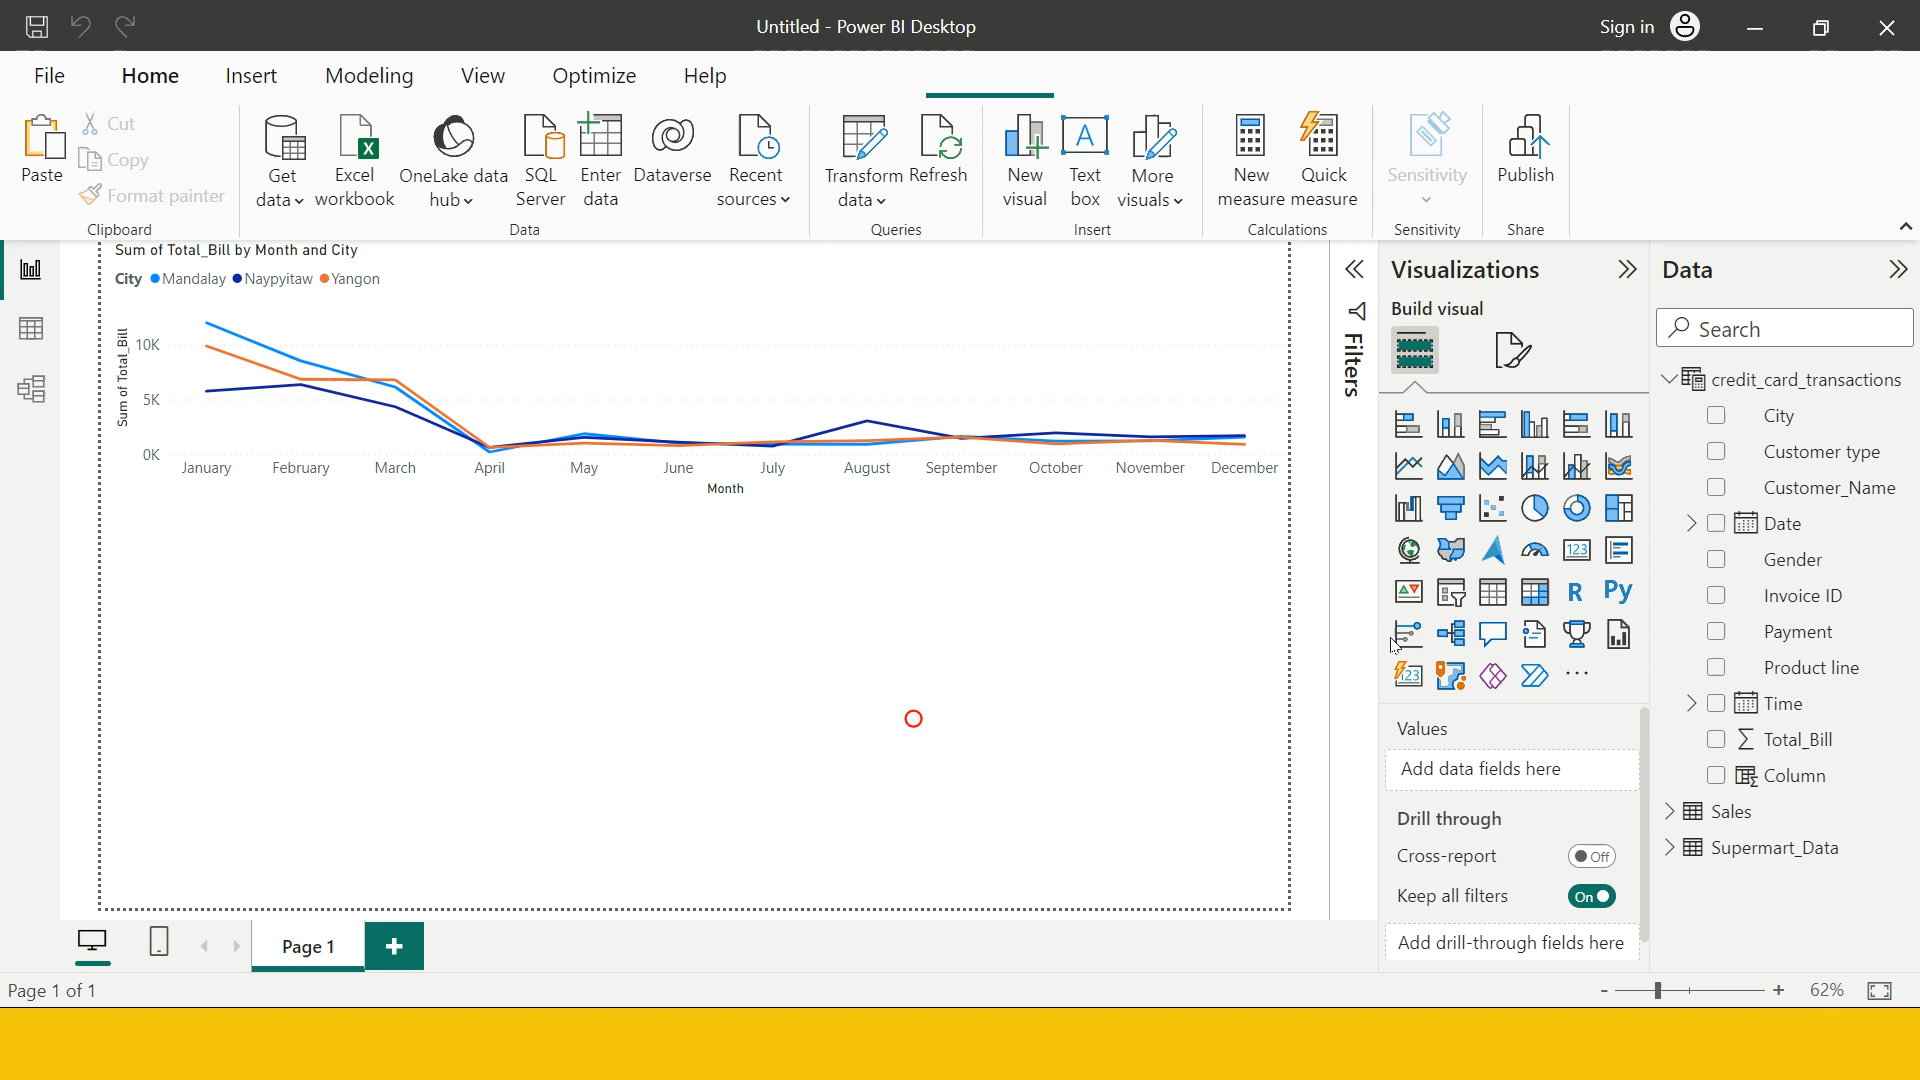 Untitled - Power BI Desktop
Sign in
File Home Insert Modeling View Optimize Help
Paste
Cut
Copy
Format painter
Clipboard
Get data
Excel workbook
OneLake data hub
SQL Server
Enter data
Dataverse
Recent sources
Data
Transform data
Refresh
Queries
New visual
Text box
More visuals
Insert
New measure
Quick measure
Calculations
Sensitivity
Sensitivity
Publish
Share
Sum of Total_Bill by Month and City
City Mandalay Naypyitaw Yangon
Sum of Total_Bill
10K
5K
0K
January February March April May June July August September October November December
Month
Filters
Visualizations
Build visual
123
R
Py
123
Values
Add data fields here
Drill through
Cross-report Off
Keep all filters On
Add drill-through fields here
Data
Search
credit_card_transactions
City
Customer type
Customer_Name
Date
Gender
Invoice ID
Payment
Product line
Time
Total_Bill
Column
Sales
Supermart_Data
Page 1
+
Page 1 of 1
- + 62%